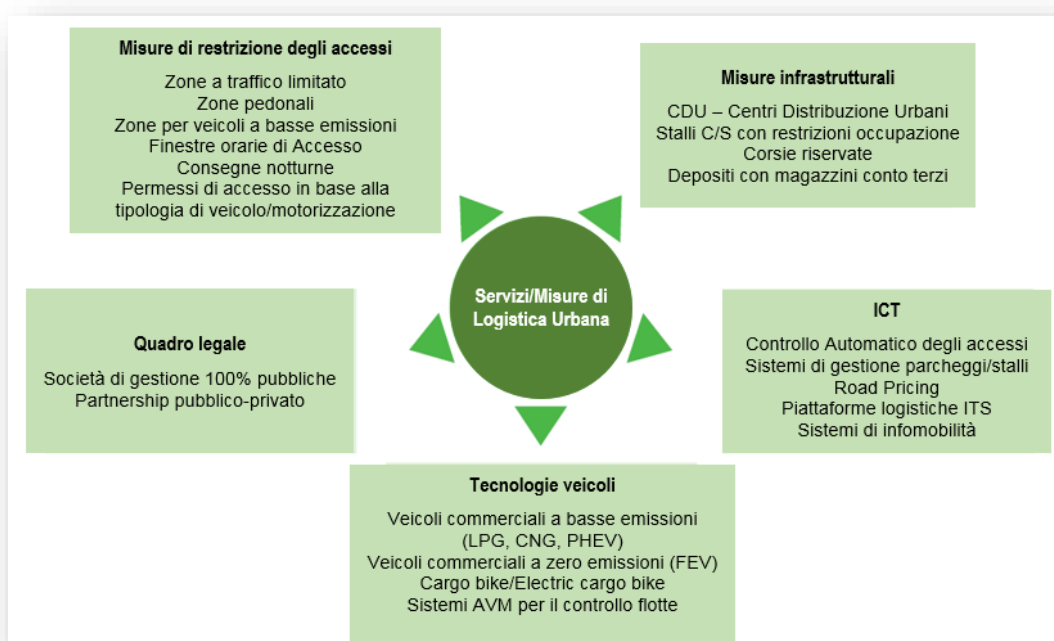 Misure di restrizione degli accessi
Zone a traffico limitato
Zone pedonali
Zone per veicoli a basse emissioni
Finestre orarie di Accesso
Consegne notturne
Permessi di accesso in base alla
tipologia di veicolo/motorizzazione
Misure infrastrutturali
CDU – Centri Distribuzione Urbani
Stalli C/S con restrizioni occupazione
Corsie riservate
Depositi con magazzini conto terzi
Servizi/Misure di
Logistica Urbana
Quadro legale
Società di gestione 100% pubbliche
Partnership pubblico-privato
ICT
Controllo Automatico degli accessi
Sistemi di gestione parcheggi/stalli
Road Pricing
Piattaforme logistiche ITS
Sistemi di infomobilità
Tecnologie veicoli
Veicoli commerciali a basse emissioni
(LPG, CNG, PHEV)
Veicoli commerciali a zero emissioni (FEV)
Cargo bike/Electric cargo bike
Sistemi AVM per il controllo flotte